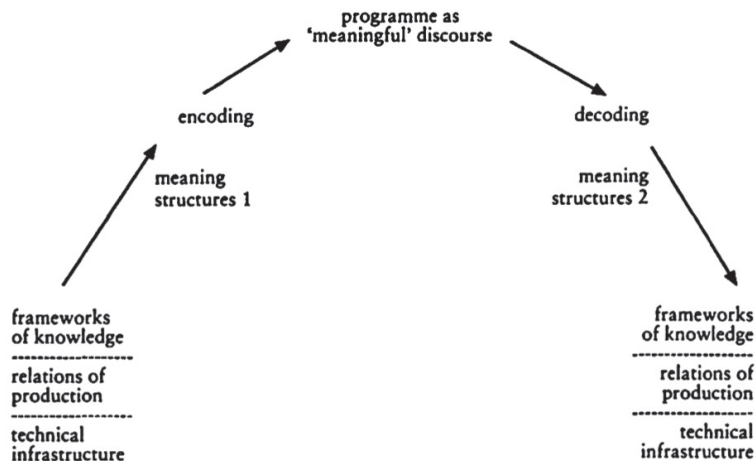 programme as
‘meaningful’ discourse
encoding
decoding
meaning
structures 1
meaning
structures 2
frameworks
of knowledge
relations of
production
technical
infrastructure
frameworks
of knowledge
relations of
production
technical
infrastructure